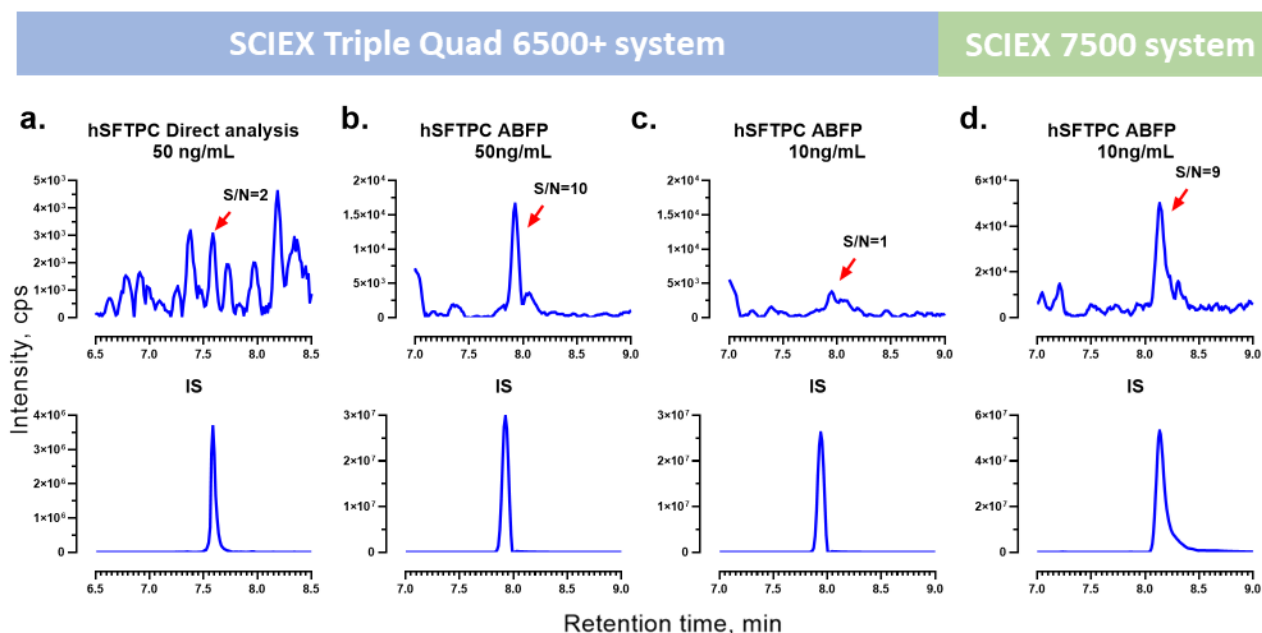 SCIEX Triple Quad 6500+ system
SCIEX 7500 system
a.
hSFTPC Direct analysis
50 ng/mL
b.
hSFTPC ABFP
50ng/mL
c.
hSFTPC ABFP
10ng/mL
d.
hSFTPC ABFP
10ng/mL
Intensity, cps
5×10³
4×10³
3×10³
2×10³
1×10³
0
S/N=2
6.5 7.0 7.5 8.0 8.5
2×10⁴
1.5×10⁴
1×10⁴
5×10³
0
S/N=10
7.0 7.5 8.0 8.5 9.0
2×10⁴
1.5×10⁴
1×10⁴
5×10³
0
S/N=1
7.0 7.5 8.0 8.5 9.0
6×10⁴
4×10⁴
2×10⁴
0
S/N=9
7.0 7.5 8.0 8.5 9.0
IS
4×10⁶
3×10⁶
2×10⁶
1×10⁶
0
6.5 7.0 7.5 8.0 8.5
IS
3×10⁷
2×10⁷
1×10⁷
0
7.0 7.5 8.0 8.5 9.0
IS
3×10⁷
2×10⁷
1×10⁷
0
7.0 7.5 8.0 8.5 9.0
IS
6×10⁷
4×10⁷
2×10⁷
0
7.0 7.5 8.0 8.5 9.0
Retention time, min